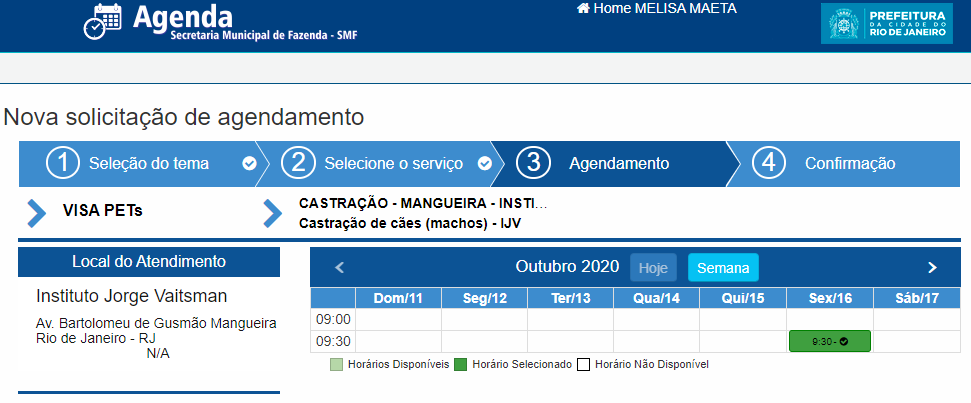 Agenda
Secretaria Municipal de Fazenda - SMF
Home MELISA MAETA
PREFEITURA
DA CIDADE DO
RIO DE JANEIRO
Nova solicitação de agendamento
1 Seleção do tema
2 Selecione o serviço
3 Agendamento
4 Confirmação
VISA PETs
CASTRAÇÃO - MANGUEIRA - INSTI...
Castração de cães (machos) - IJV
Local do Atendimento
Instituto Jorge Vaitsman
Av. Bartolomeu de Gusmão Mangueira
Rio de Janeiro - RJ
N/A
Outubro 2020 Hoje Semana
Dom/11 Seg/12 Ter/13 Qua/14 Qui/15 Sex/16 Sáb/17
09:00
09:30 9:30 -
Horários Disponíveis Horário Selecionado Horário Não Disponível